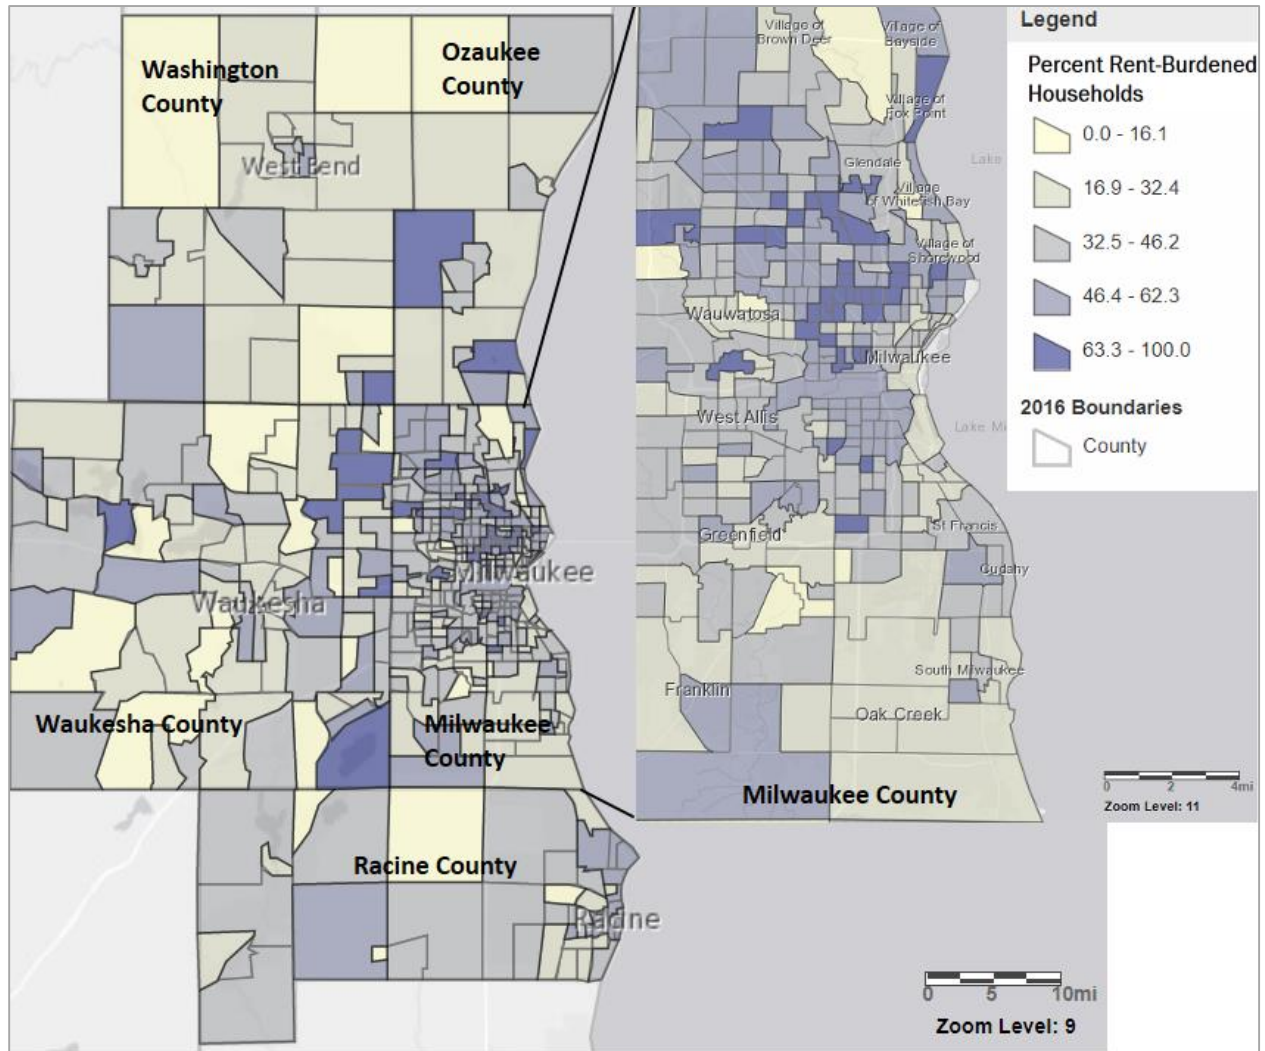 Washington
County
Ozaukee
County
West Bend
Milwaukee
Waukesha
Waukesha County
Milwaukee
County
Racine County
Racine
0 5 10mi
Zoom Level: 9
Village of
Brown Deer
Village of
Bayside
Village of
Fox Point
Glendale
Lake
Village
of Whitefish Bay
Village of
Shorewood
Wauwatosa
Milwaukee
West Allis
Lake Mi
Greenfield
St Francis
Cudahy
South Milwaukee
Franklin
Oak Creek
Milwaukee County
0 2 4mi
Zoom Level: 11
Legend
Percent Rent-Burdened
Households
0.0 - 16.1
16.9 - 32.4
32.5 - 46.2
46.4 - 62.3
63.3 - 100.0
2016 Boundaries
County